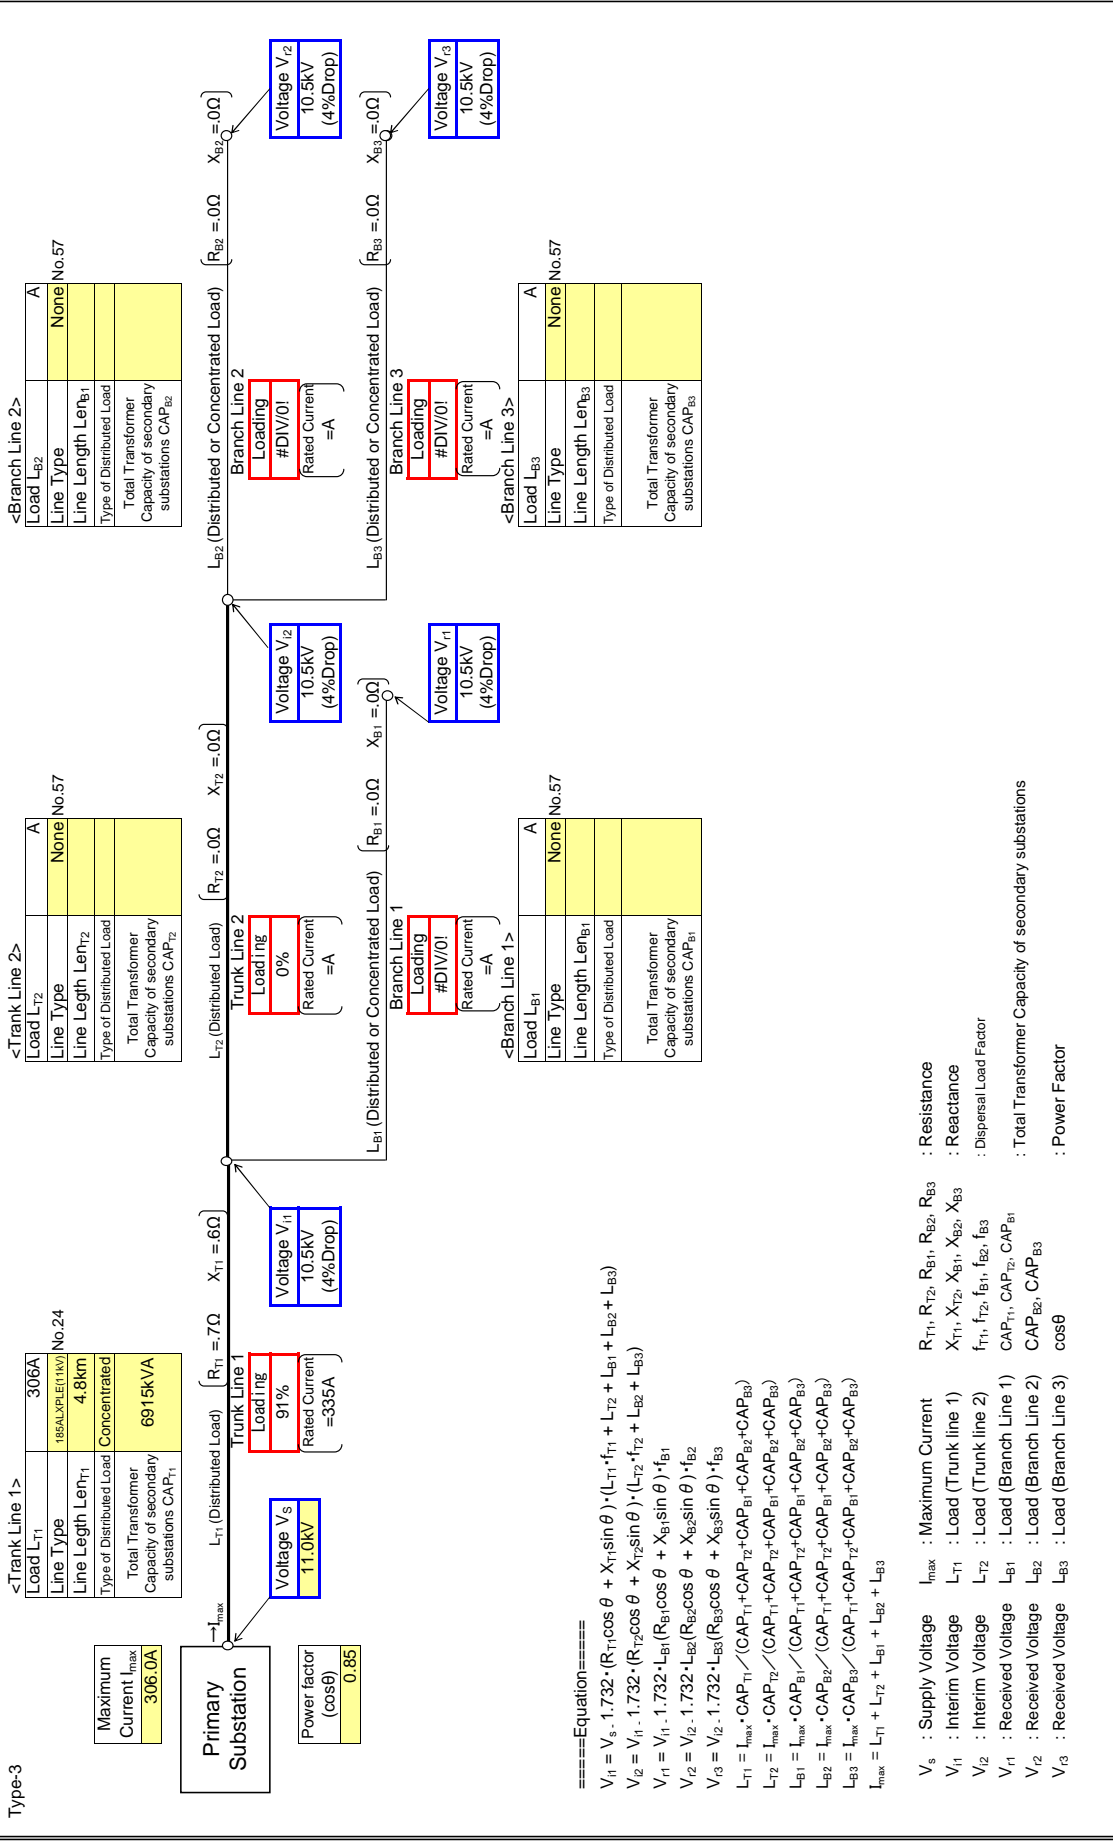 Type-3
Maximum
Current Imax
306.0A
Primary
Substation
Power factor
(cosθ)
0.85
→Imax
Voltage VS
11.0kV
<Trank Line 1>
Load LT1 306A
Line Type 185ALXPLE(11kV) No.24
Line Length LenT1 4.8km
Type of Distributed Load Concentrated
Total Transformer
Capacity of secondary
substations CAPT1
6915kVA
LT1 (Distributed Load)
RT1 =.7Ω XT1 =.6Ω
Trunk Line 1
Loading
91%
Rated Current
=335A
Voltage Vi1
10.5kV
(4%Drop)
<Trank Line 2>
Load LT2 A
Line Type None No.57
Line Legth LenT2
Type of Distributed Load
Total Transformer
Capacity of secondary
substations CAPT2
LT2 (Distributed Load)
RT2 =.0Ω XT2 =.0Ω
Trunk Line 2
Loading
0%
Rated Current
=A
Voltage Vi2
10.5kV
(4%Drop)
LB1 (Distributed or Concentrated Load)
RB1 =.0Ω XB1 =.0Ω
Branch Line 1
Loading
#DIV/0!
Rated Current
=A
Voltage Vr1
10.5kV
(4%Drop)
<Branch Line 1>
Load LB1 A
Line Type None No.57
Line Length LenB1
Type of Distributed Load
Total Transformer
Capacity of secondary
substations CAPB1
<Branch Line 2>
Load LB2 A
Line Type None No.57
Line Length LenB1
Type of Distributed Load
Total Transformer
Capacity of secondary
substations CAPB2
LB2 (Distributed or Concentrated Load)
RB2 =.0Ω XB2 =.0Ω
Branch Line 2
Loading
#DIV/0!
Rated Current
=A
Voltage Vr2
10.5kV
(4%Drop)
LB3 (Distributed or Concentrated Load)
RB3 =.0Ω XB3 =.0Ω
Branch Line 3
Loading
#DIV/0!
Rated Current
=A
Voltage Vr3
10.5kV
(4%Drop)
<Branch Line 3>
Load LB3 A
Line Type None No.57
Line Length LenB3
Type of Distributed Load
Total Transformer
Capacity of secondary
substations CAPB3
=====Equation=====
Vi1 = VS - 1.732・(RT1cosθ + XT1sinθ)・(LT1・fT1 + LT2 + LB1 + LB2 + LB3)
Vi2 = Vi1 - 1.732・(RT2cosθ + XT2sinθ)・(LT2・fT2 + LB2 + LB3)
Vr1 = Vi1 - 1.732・LB1(RB1cosθ + XB1sinθ)・fB1
Vr2 = Vi2 - 1.732・LB2(RB2cosθ + XB2sinθ)・fB2
Vr3 = Vi2 - 1.732・LB3(RB3cosθ + XB3sinθ)・fB3
LT1 = Imax・CAPT1／(CAPT1+CAPT2+CAPB1+CAPB2+CAPB3)
LT2 = Imax・CAPT2／(CAPT1+CAPT2+CAPB1+CAPB2+CAPB3)
LB1 = Imax・CAPB1／(CAPT1+CAPT2+CAPB1+CAPB2+CAPB3)
LB2 = Imax・CAPB2／(CAPT1+CAPT2+CAPB1+CAPB2+CAPB3)
LB3 = Imax・CAPB3／(CAPT1+CAPT2+CAPB1+CAPB2+CAPB3)
Imax = LT1 + LT2 + LB1 + LB2 + LB3
Vs : Supply Voltage Imax : Maximum Current RT1, RT2, RB1, RB2, RB3 : Resistance
Vi1 : Interim Voltage LT1 : Load (Trunk line 1) XT1, XT2, XB1, XB2, XB3 : Reactance
Vi2 : Interim Voltage LT2 : Load (Trunk line 2) fT1, fT2, fB1, fB2, fB3 : Dispersal Load Factor
Vr1 : Received Voltage LB1 : Load (Branch Line 1) CAPT1, CAPT2, CAPB1 : Total Transformer Capacity of secondary substations
Vr2 : Received Voltage LB2 : Load (Branch Line 2) CAPB2, CAPB3
Vr3 : Received Voltage LB3 : Load (Branch Line 3) cosθ : Power Factor